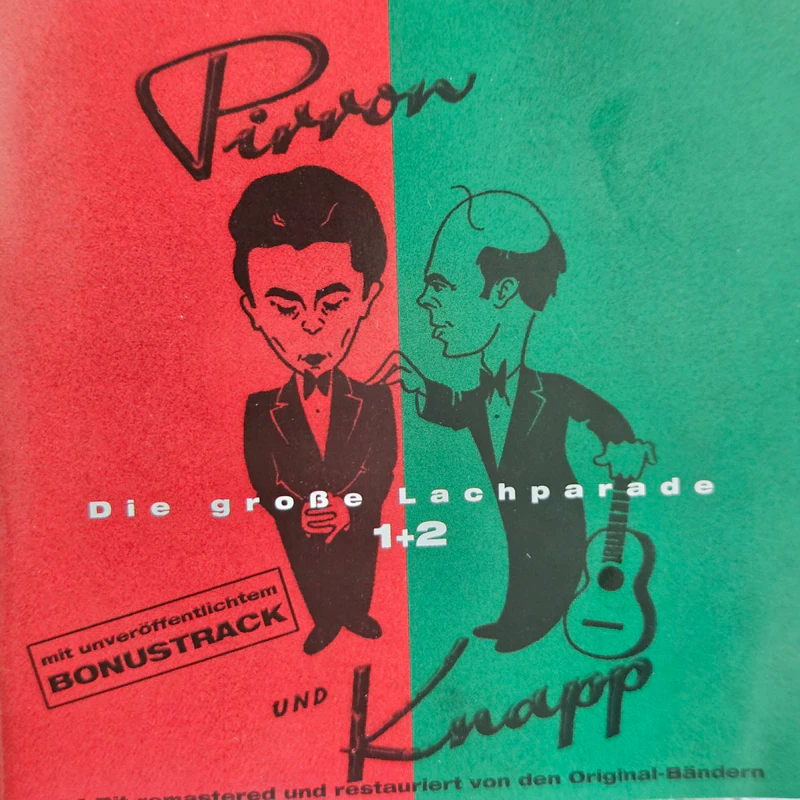 Pirron
Die große Lachparade
1+2
mit unveröffentlichtem
BONUSTRACK
UND
Knapp
remastered und restauriert von den Original-Bändern